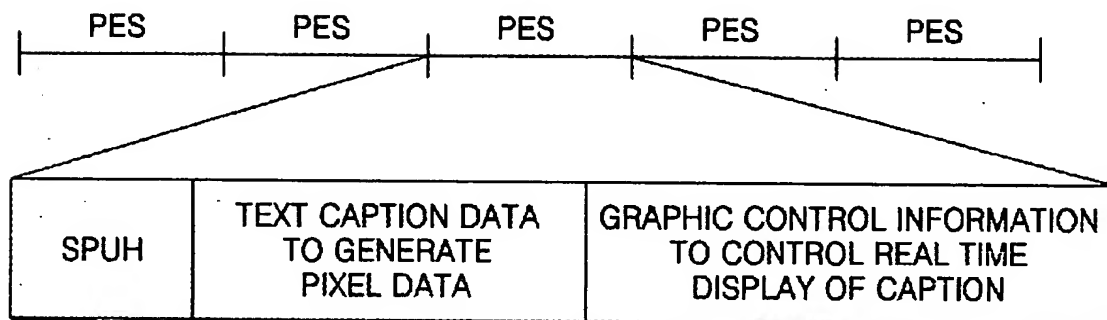 PES PES PES PES PES
SPUH
TEXT CAPTION DATA
TO GENERATE
PIXEL DATA
GRAPHIC CONTROL INFORMATION
TO CONTROL REAL TIME
DISPLAY OF CAPTION